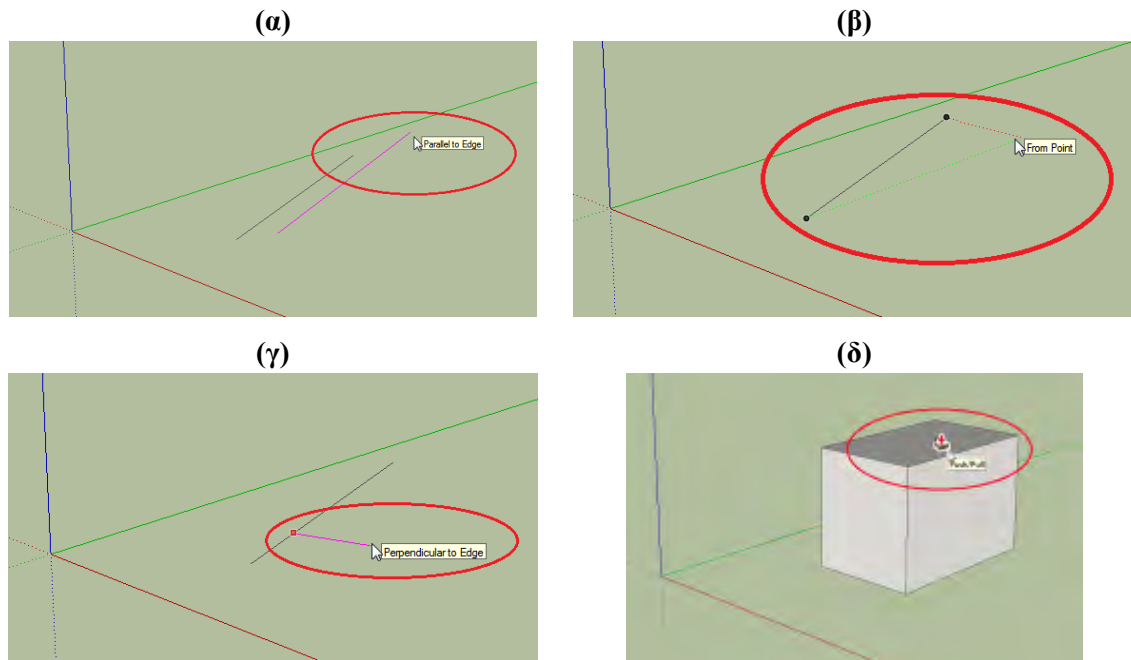 (α)
(β)
Parallel to Edge
From Point
(γ)
(δ)
Perpendicular to Edge
Push/Pull